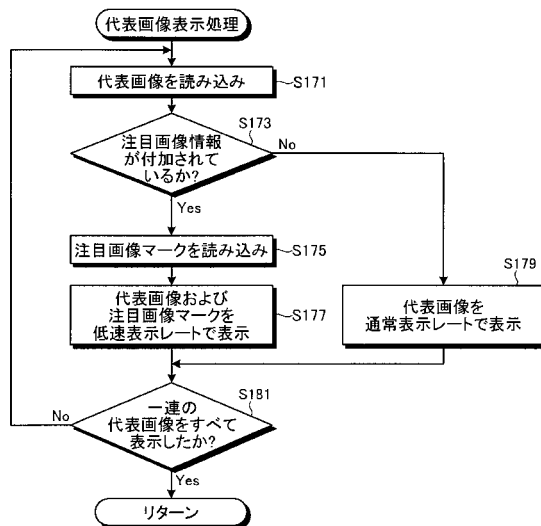 代表画像表示処理
代表画像を読み込み
S171
S173
注目画像情報
が付加されて
いるか?
No
Yes
注目画像マークを読み込み
S175
代表画像および
注目画像マークを
低速表示レートで表示
S177
S179
代表画像を
通常表示レートで表示
S181
一連の
代表画像をすべて
表示したか?
No
Yes
リターン